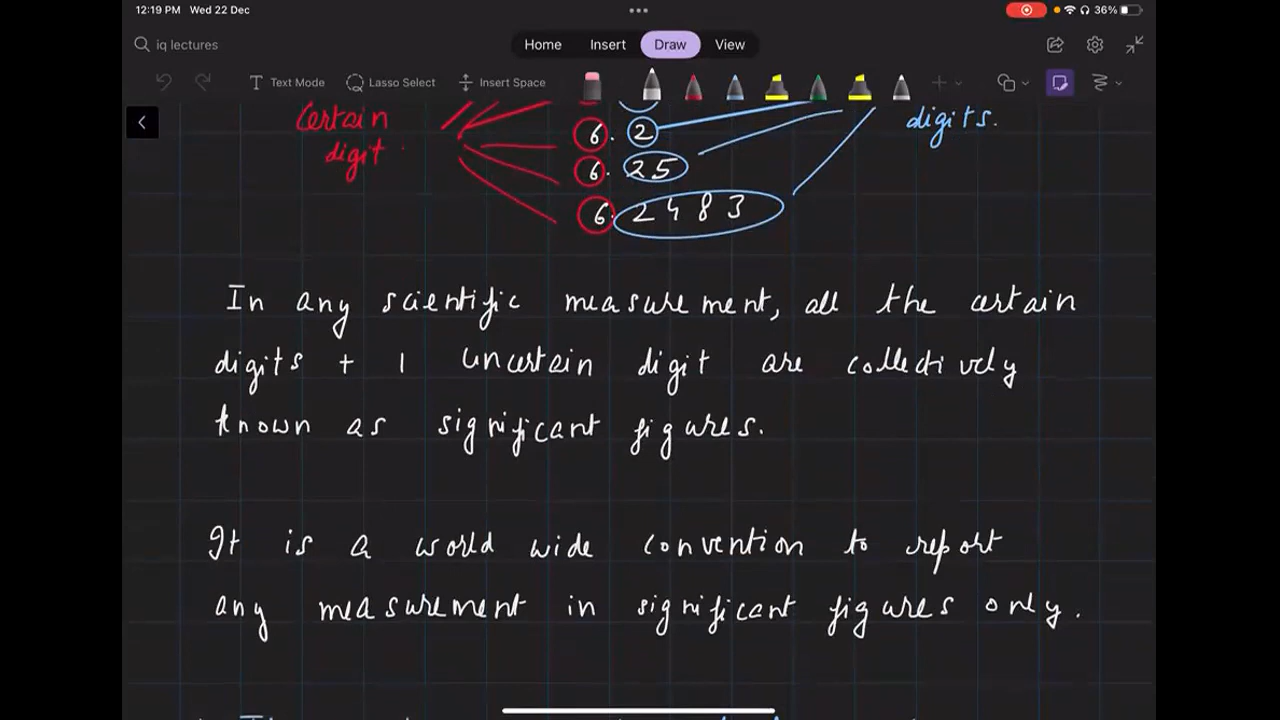 12:19 PM Wed 22 Dec
36%
iq lectures
Home Insert Draw View
Text Mode Lasso Select Insert Space
certain
digit
digits.
6. 2
6. 25
6. 2483
In any scientific measurement, all the certain
digits + 1 uncertain digit are collectively
known as significant figures.
It is a world wide convention to report
any measurement in significant figures only.